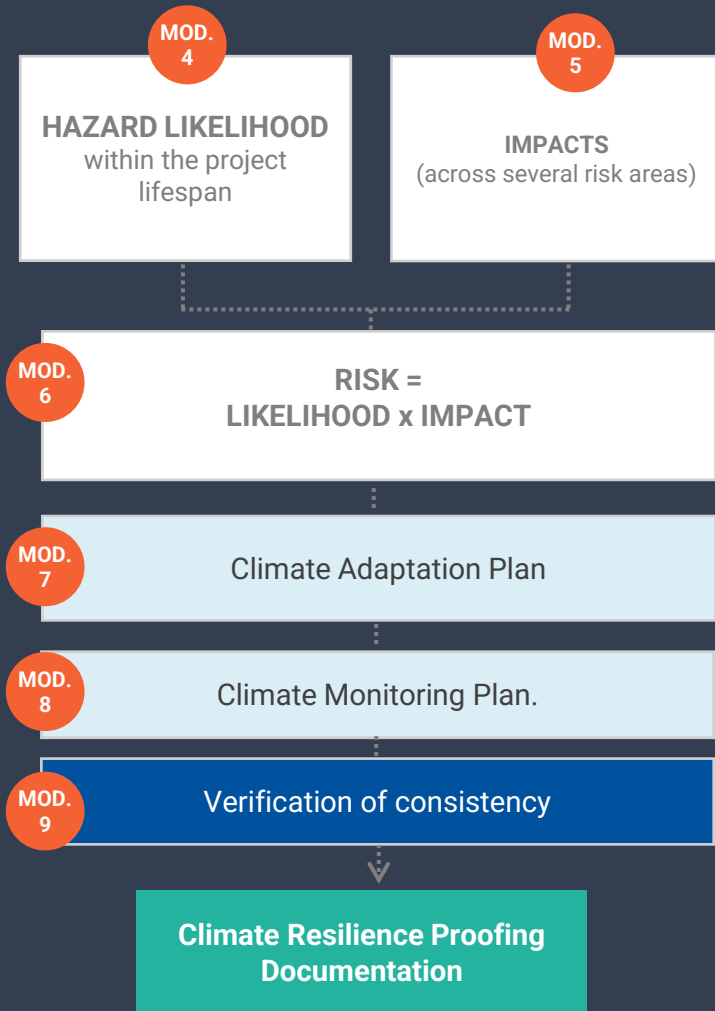 MOD.
4
HAZARD LIKELIHOOD
within the project
lifespan
MOD.
5
IMPACTS
(across several risk areas)
MOD.
6
RISK =
LIKELIHOOD x IMPACT
MOD.
7
Climate Adaptation Plan
MOD.
8
Climate Monitoring Plan.
MOD.
9
Verification of consistency
Climate Resilience Proofing
Documentation